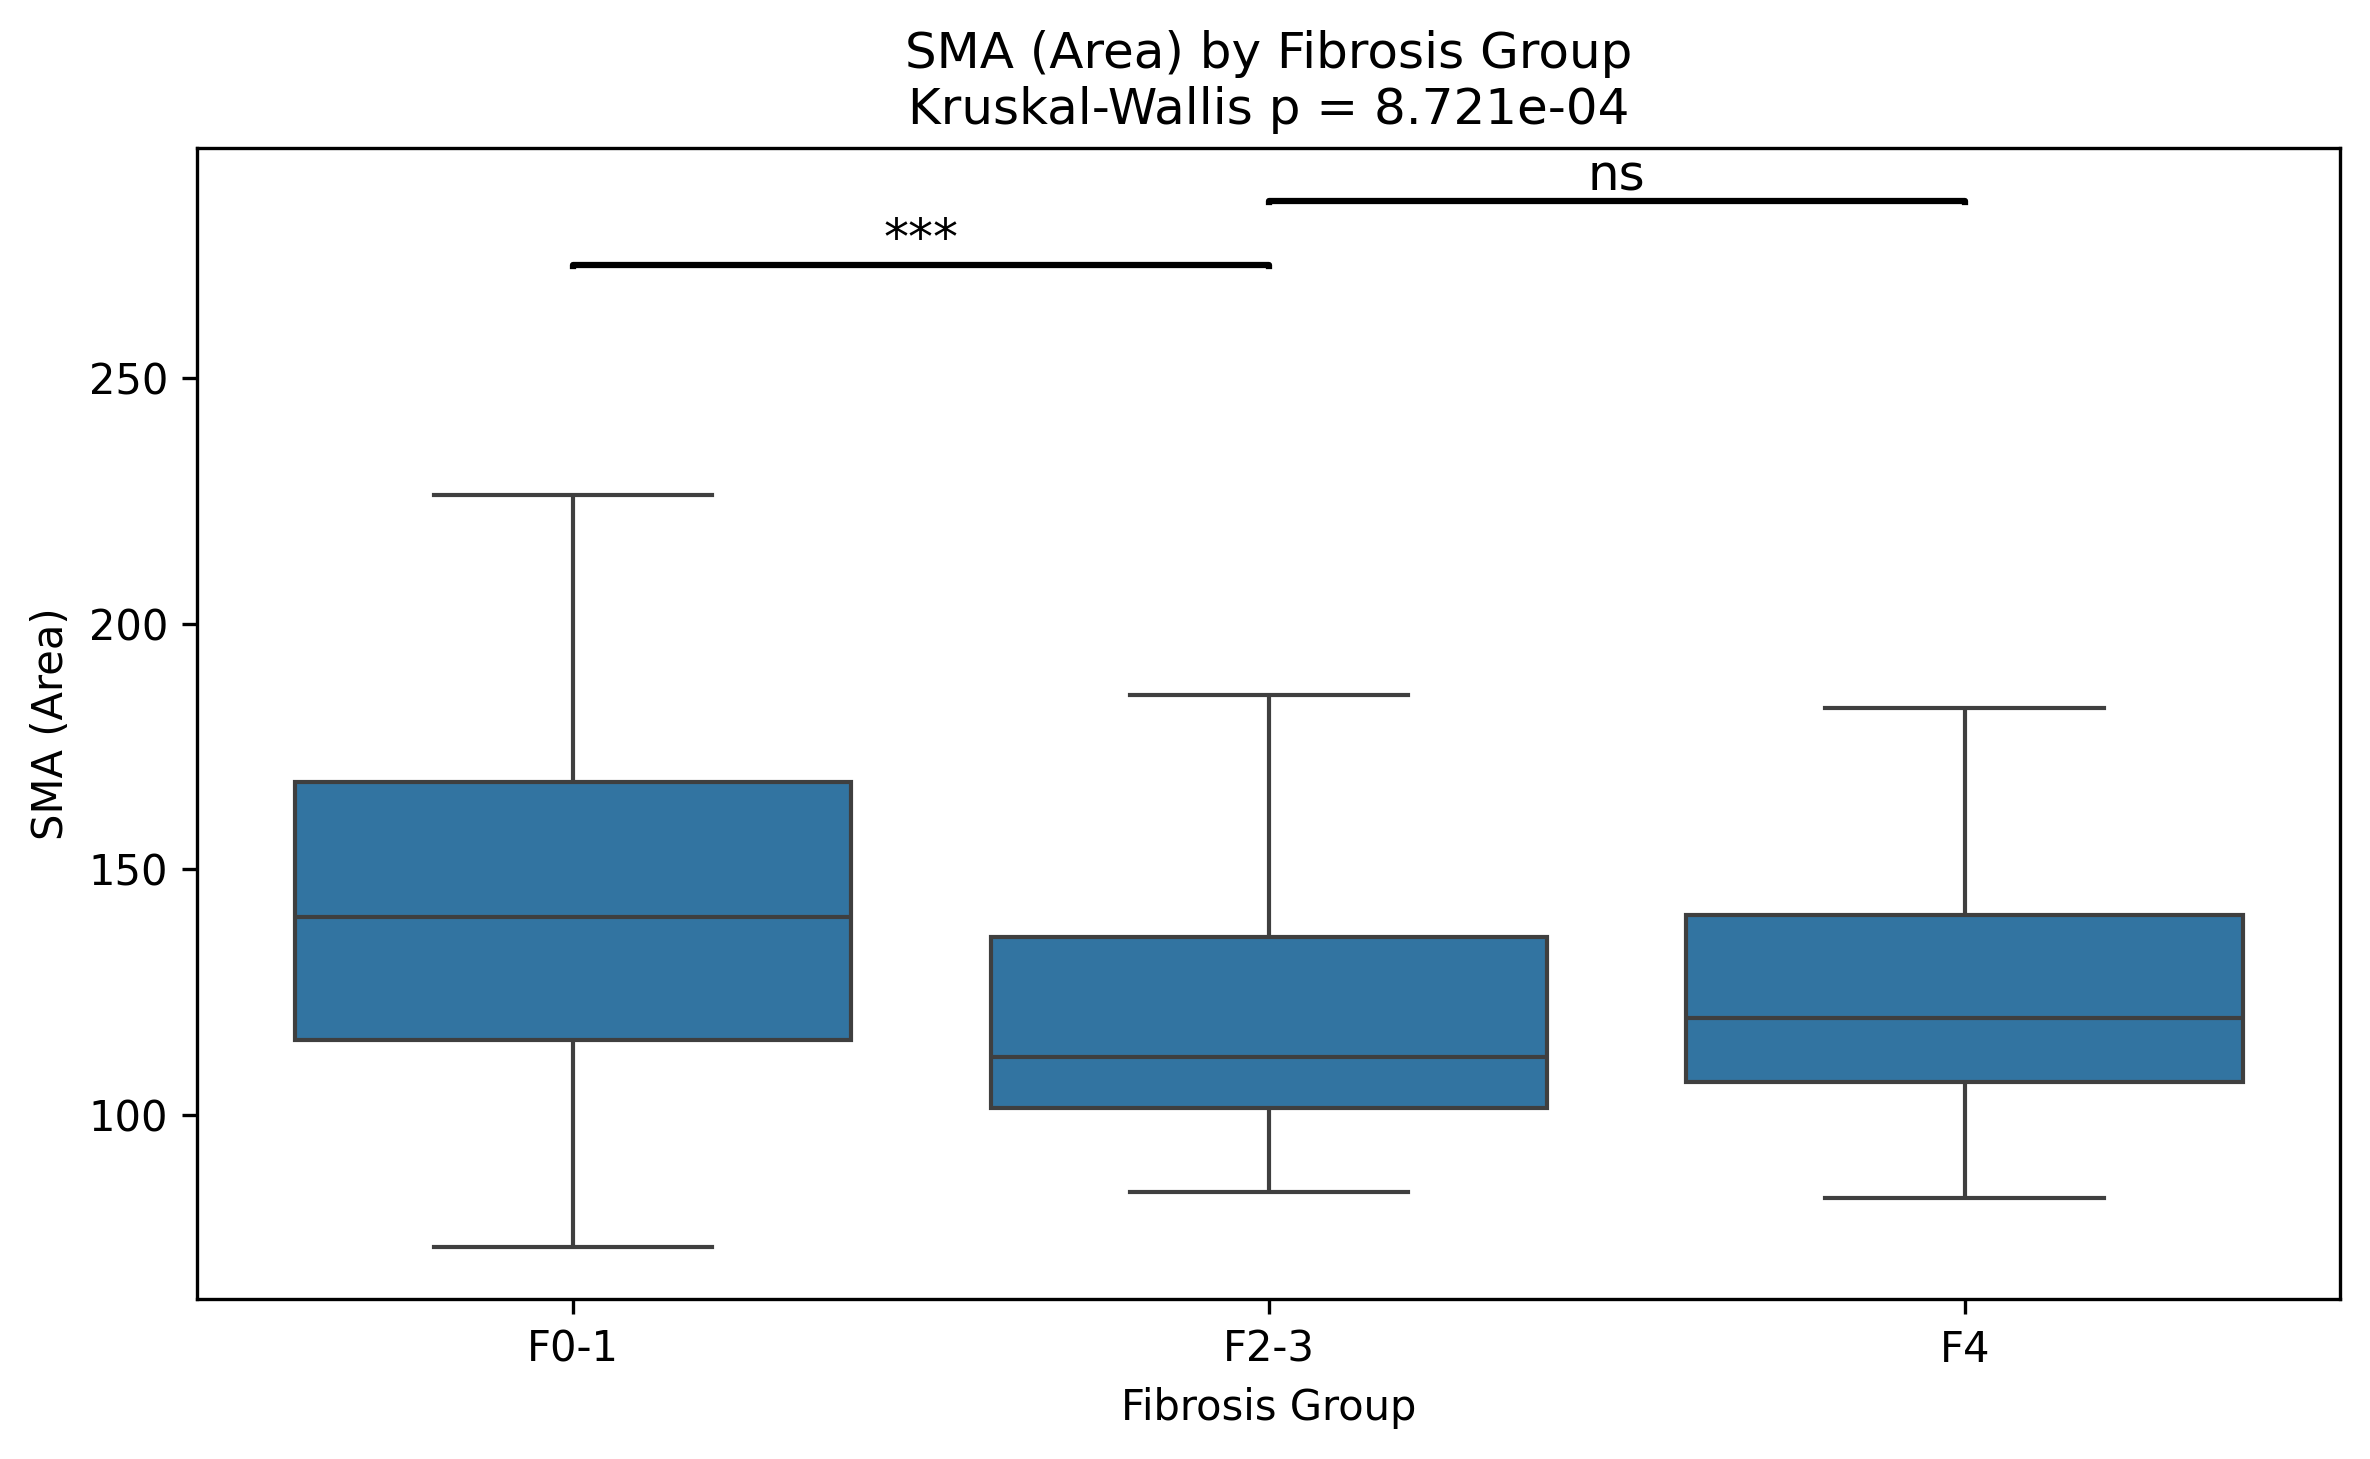 SMA (Area) by Fibrosis Group
Kruskal-Wallis p = 8.721e-04
ns
***
250
200
150
100
SMA (Area)
F0-1
F2-3
F4
Fibrosis Group